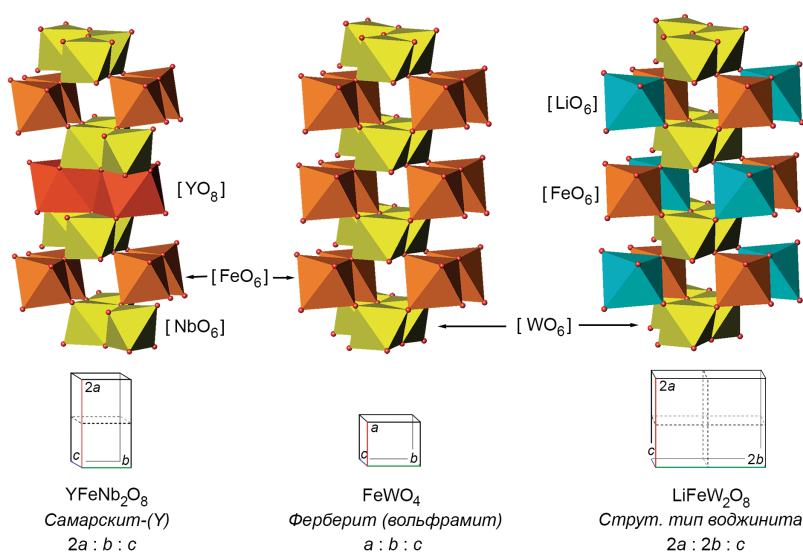 [LiO₆]
[YO₈]
[FeO₆]
[FeO₆]
[NbO₆]
[WO₆]
2a
c
b
a
c
b
2a
c
2b
YFeNb₂O₈
Самарскит-(Y)
2a : b : c
FeWO₄
Ферберит (вольфрамит)
a : b : c
LiFeW₂O₈
Струт. тип воджинита
2a : 2b : c